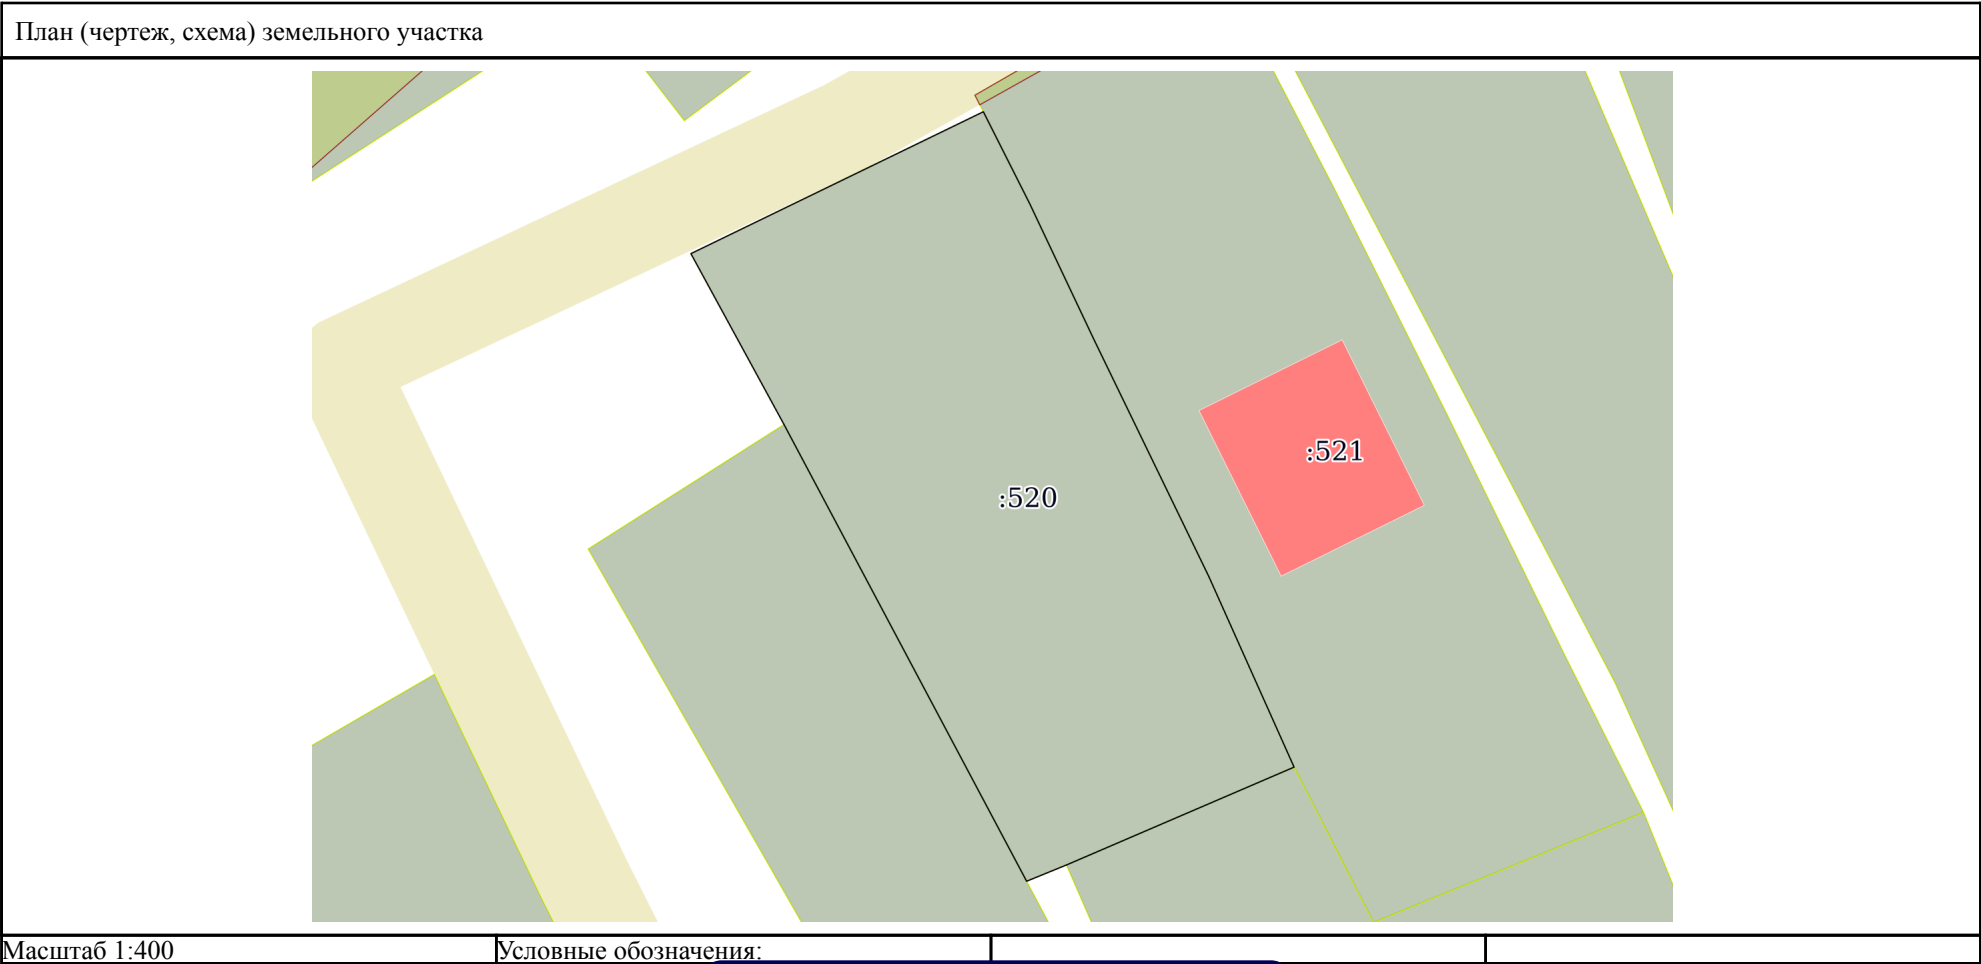 План (чертеж, схема) земельного участка
:521
:520
Масштаб 1:400
Условные обозначения: